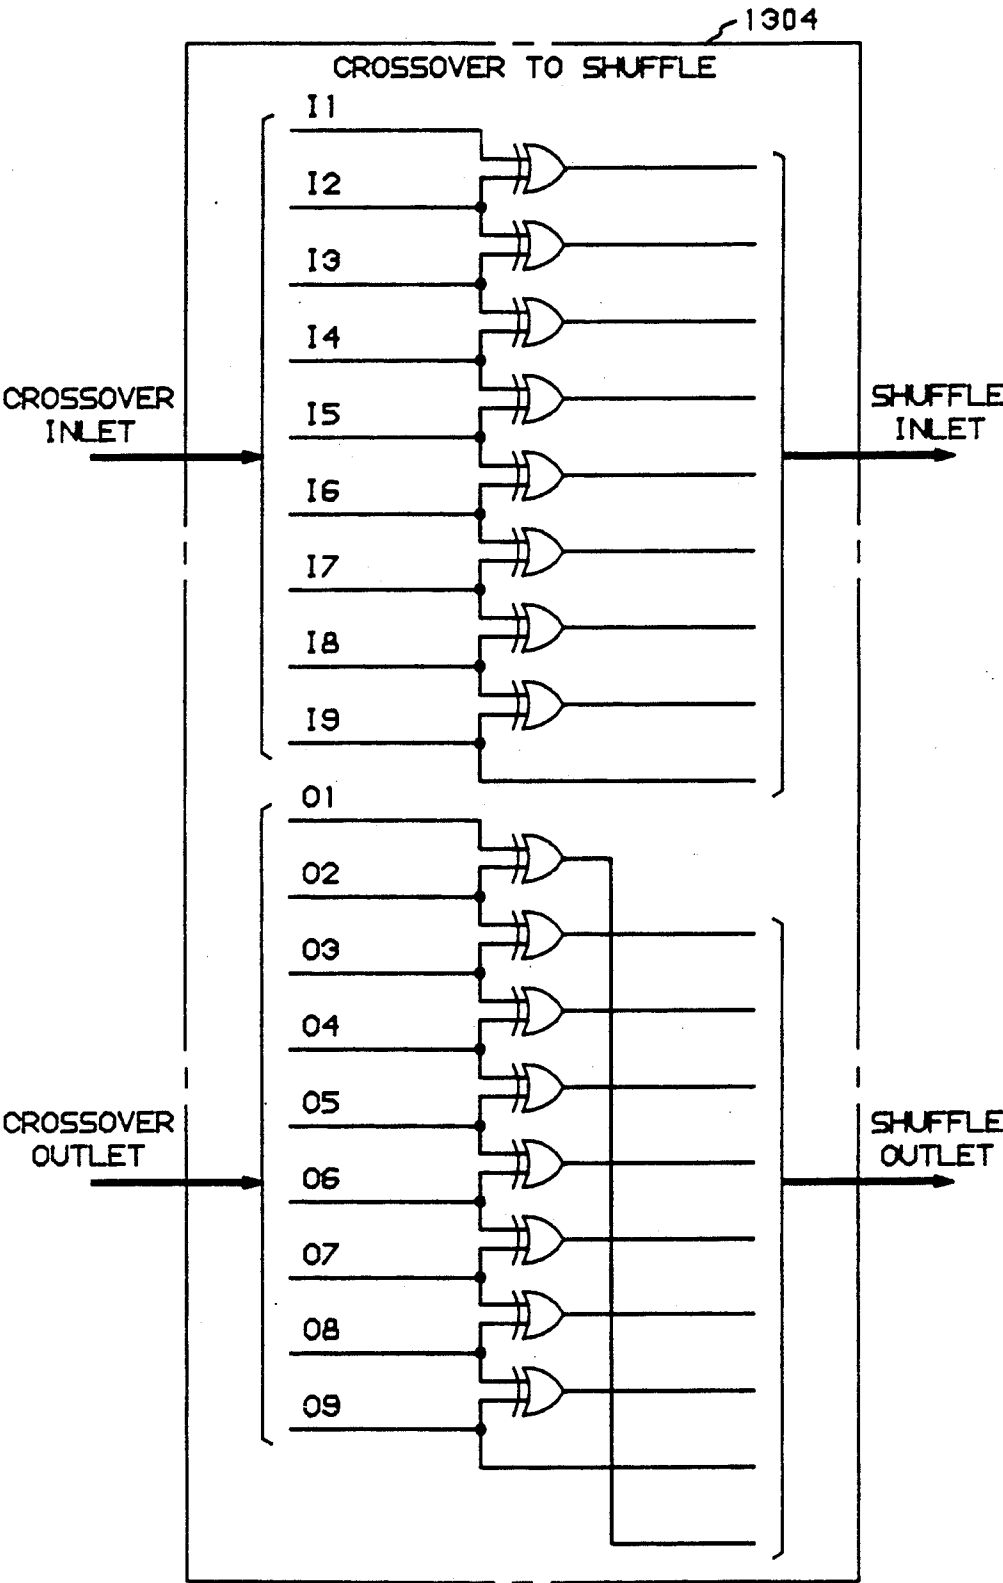 1304
CROSSOVER TO SHUFFLE
I1
I2
I3
I4
CROSSOVER
INLET
I5
I6
I7
I8
I9
SHUFFLE
INLET
O1
O2
O3
O4
CROSSOVER
OUTLET
O5
O6
O7
O8
O9
SHUFFLE
OUTLET